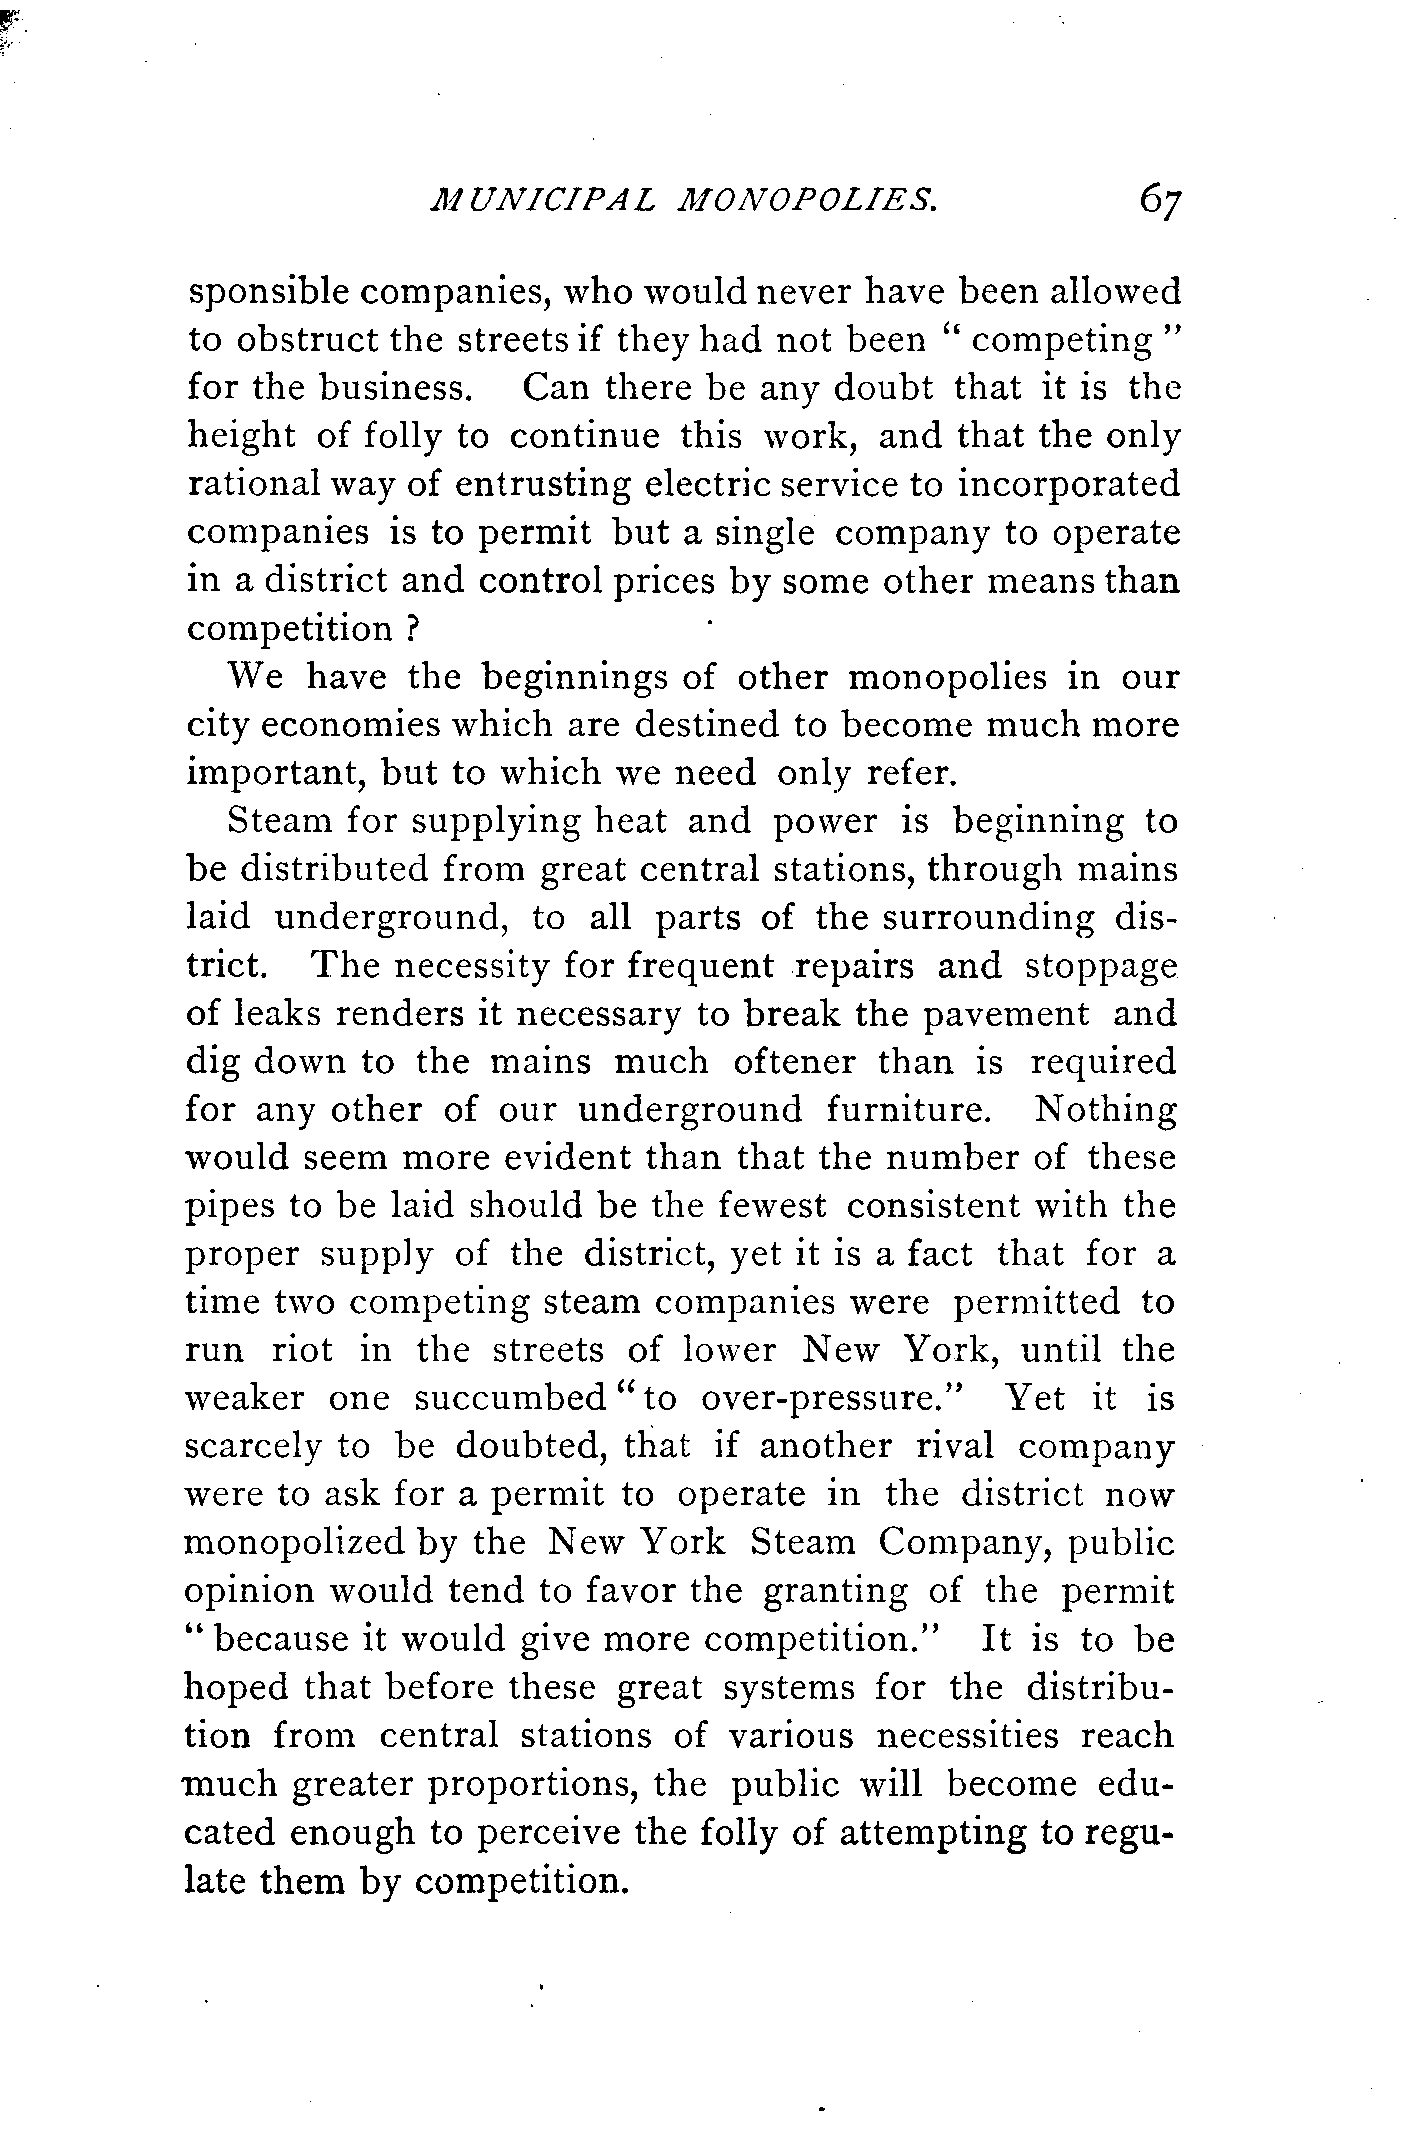 MUNICIPAL MONOPOLIES. 67
sponsible companies, who would never have been allowed
to obstruct the streets if they had not been " competing "
for the business. Can there be any doubt that it is the
height of folly to continue this work, and that the only
rational way of entrusting electric service to incorporated
companies is to permit but a single company to operate
in a district and control prices by some other means than
competition ?
We have the beginnings of other monopolies in our
city economies which are destined to become much more
important, but to which we need only refer.
Steam for supplying heat and power is beginning to
be distributed from great central stations, through mains
laid underground, to all parts of the surrounding dis-
trict. The necessity for frequent repairs and stoppage
of leaks renders it necessary to break the pavement and
dig down to the mains much oftener than is required
for any other of our underground furniture. Nothing
would seem more evident than that the number of these
pipes to be laid should be the fewest consistent with the
proper supply of the district, yet it is a fact that for a
time two competing steam companies were permitted to
run riot in the streets of lower New York, until the
weaker one succumbed " to over-pressure." Yet it is
scarcely to be doubted, that if another rival company
were to ask for a permit to operate in the district now
monopolized by the New York Steam Company, public
opinion would tend to favor the granting of the permit
" because it would give more competition." It is to be
hoped that before these great systems for the distribu-
tion from central stations of various necessities reach
much greater proportions, the public will become edu-
cated enough to perceive the folly of attempting to regu-
late them by competition.